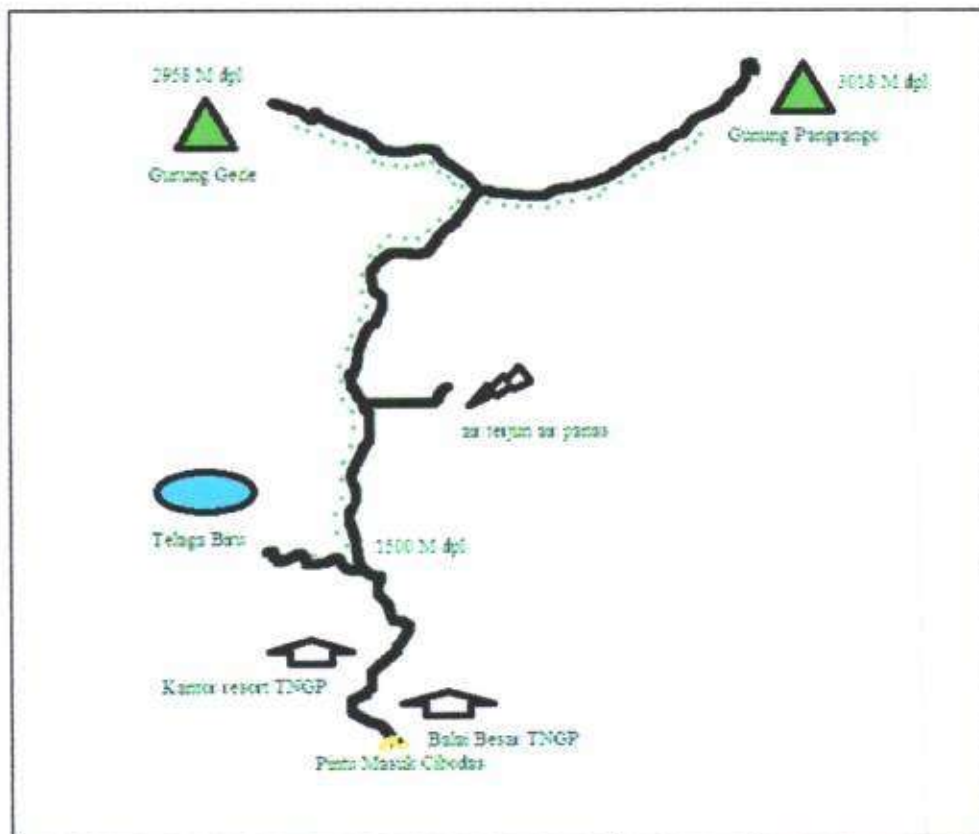 2958 M dpl
3018 M dpl
Gunung Gede
Gunung Pangrango
air terjun air panas
Telaga Biru
1500 M dpl
Kantor resort TNGP
Balai Besar TNGP
Pintu Masuk Cibodas